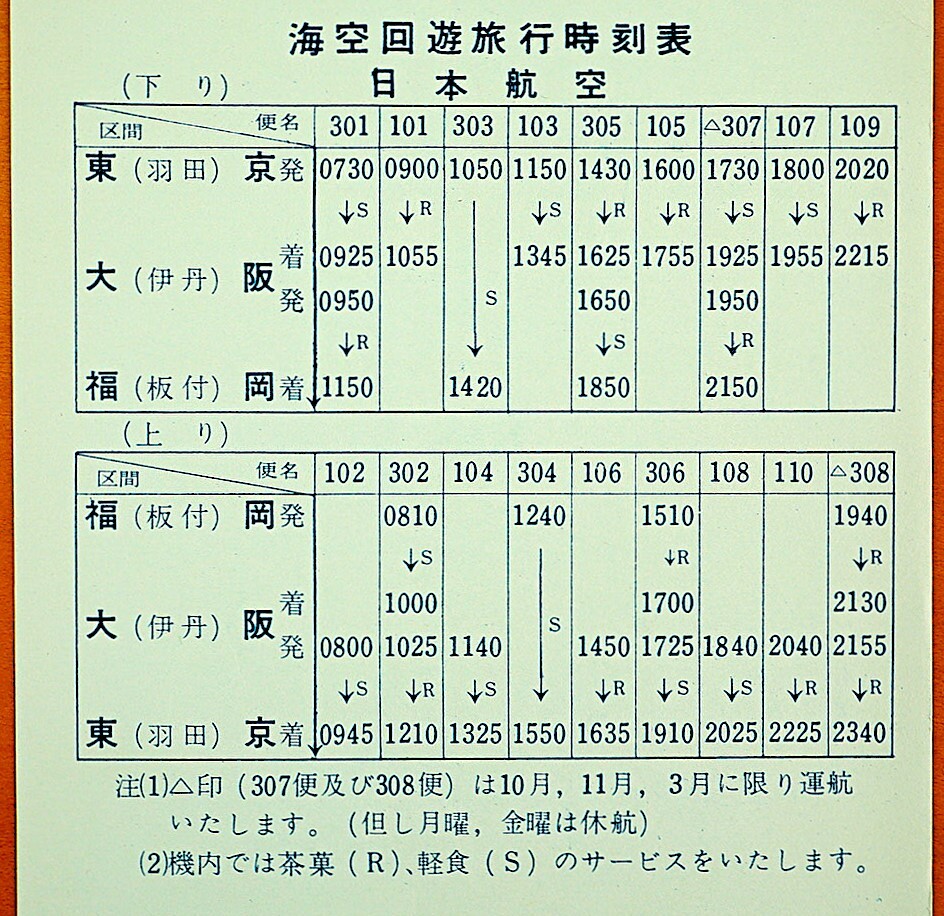 海空回遊旅行時刻表
日本航空
(下り)
区間 便名 301 101 303 103 305 105 △307 107 109
東(羽田)京発 0730 0900 1050 1150 1430 1600 1730 1800 2020
↓S ↓R ↓S ↓R ↓R ↓S ↓S ↓R
大(伊丹)阪 着 0925 1055 1345 1625 1755 1925 1955 2215
発 0950 S 1650 1950
↓R ↓S ↓R
福(板付)岡着 1150 1420 1850 2150
(上り)
区間 便名 102 302 104 304 106 306 108 110 △308
福(板付)岡発 0810 1240 1510 1940
↓S ↓R ↓R
大(伊丹)阪 着 1000 S 1700 2130
発 0800 1025 1140 1450 1725 1840 2040 2155
↓S ↓R ↓S ↓R ↓S ↓S ↓R ↓R
東(羽田)京着 0945 1210 1325 1550 1635 1910 2025 2225 2340
注(1)△印(307便及び308便)は10月，11月，3月に限り運航
いたします。(但し月曜，金曜は休航)
(2)機内では茶菓(R)、軽食(S)のサービスをいたします。